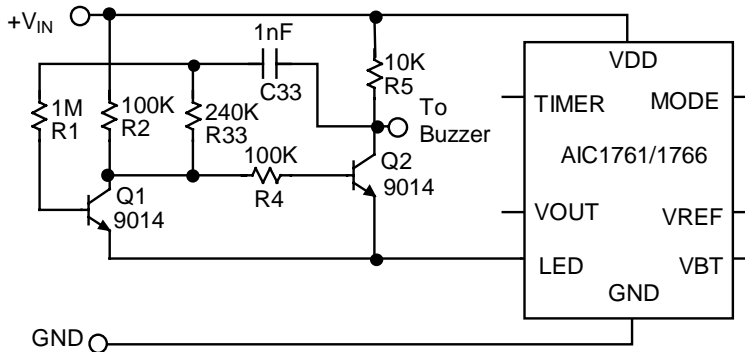 +VIN
1nF
C33
1M
R1
100K
R2
240K
R33
10K
R5
To
Buzzer
100K
R4
Q1
9014
Q2
9014
VDD
TIMER
MODE
AIC1761/1766
VOUT
VREF
LED
VBT
GND
GND